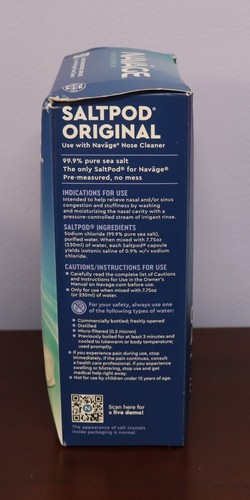 NAVAGE
SALTPOD®
ORIGINAL
Use with Naväge® Nose Cleaner
99.9% pure sea salt
The only SaltPod® for Naväge®
Pre-measured, no mess
INDICATIONS FOR USE
Intended to help relieve nasal and/or sinus
congestion and stuffiness by washing
and moisturizing the nasal cavity with a
pressure-controlled stream of irrigant rinse.
SALTPOD® INGREDIENTS
Sodium chloride (99.9% pure sea salt),
purified water. When mixed with 7.75oz
(230ml) of water, each Saltpod® capsule
yields isotonic saline of 0.9% w/v sodium
chloride.
CAUTIONS/INSTRUCTIONS FOR USE
● Carefully read the complete list of Cautions
and Instructions for Use in the Owner's
Manual on Navage.com before use.
● Only for use when mixed with 7.75oz
(or 230ml) of water.
For your safety, always use one
of the following types of water:
● Commercially bottled; freshly opened
● Distilled
● Micro-filtered (0.2 micron)
● Previously boiled for at least 3 minutes and
cooled to lukewarm or body temperature;
used promptly.
● If you experience pain during use, stop
immediately. If the pain continues, consult
a health care professional. If you experience
swelling or blistering, stop use and get
medical help right away.
● Not for use by children under 12 years of age.
Scan here for
a live demo!
The appearance of salt crystals
inside packaging is normal.